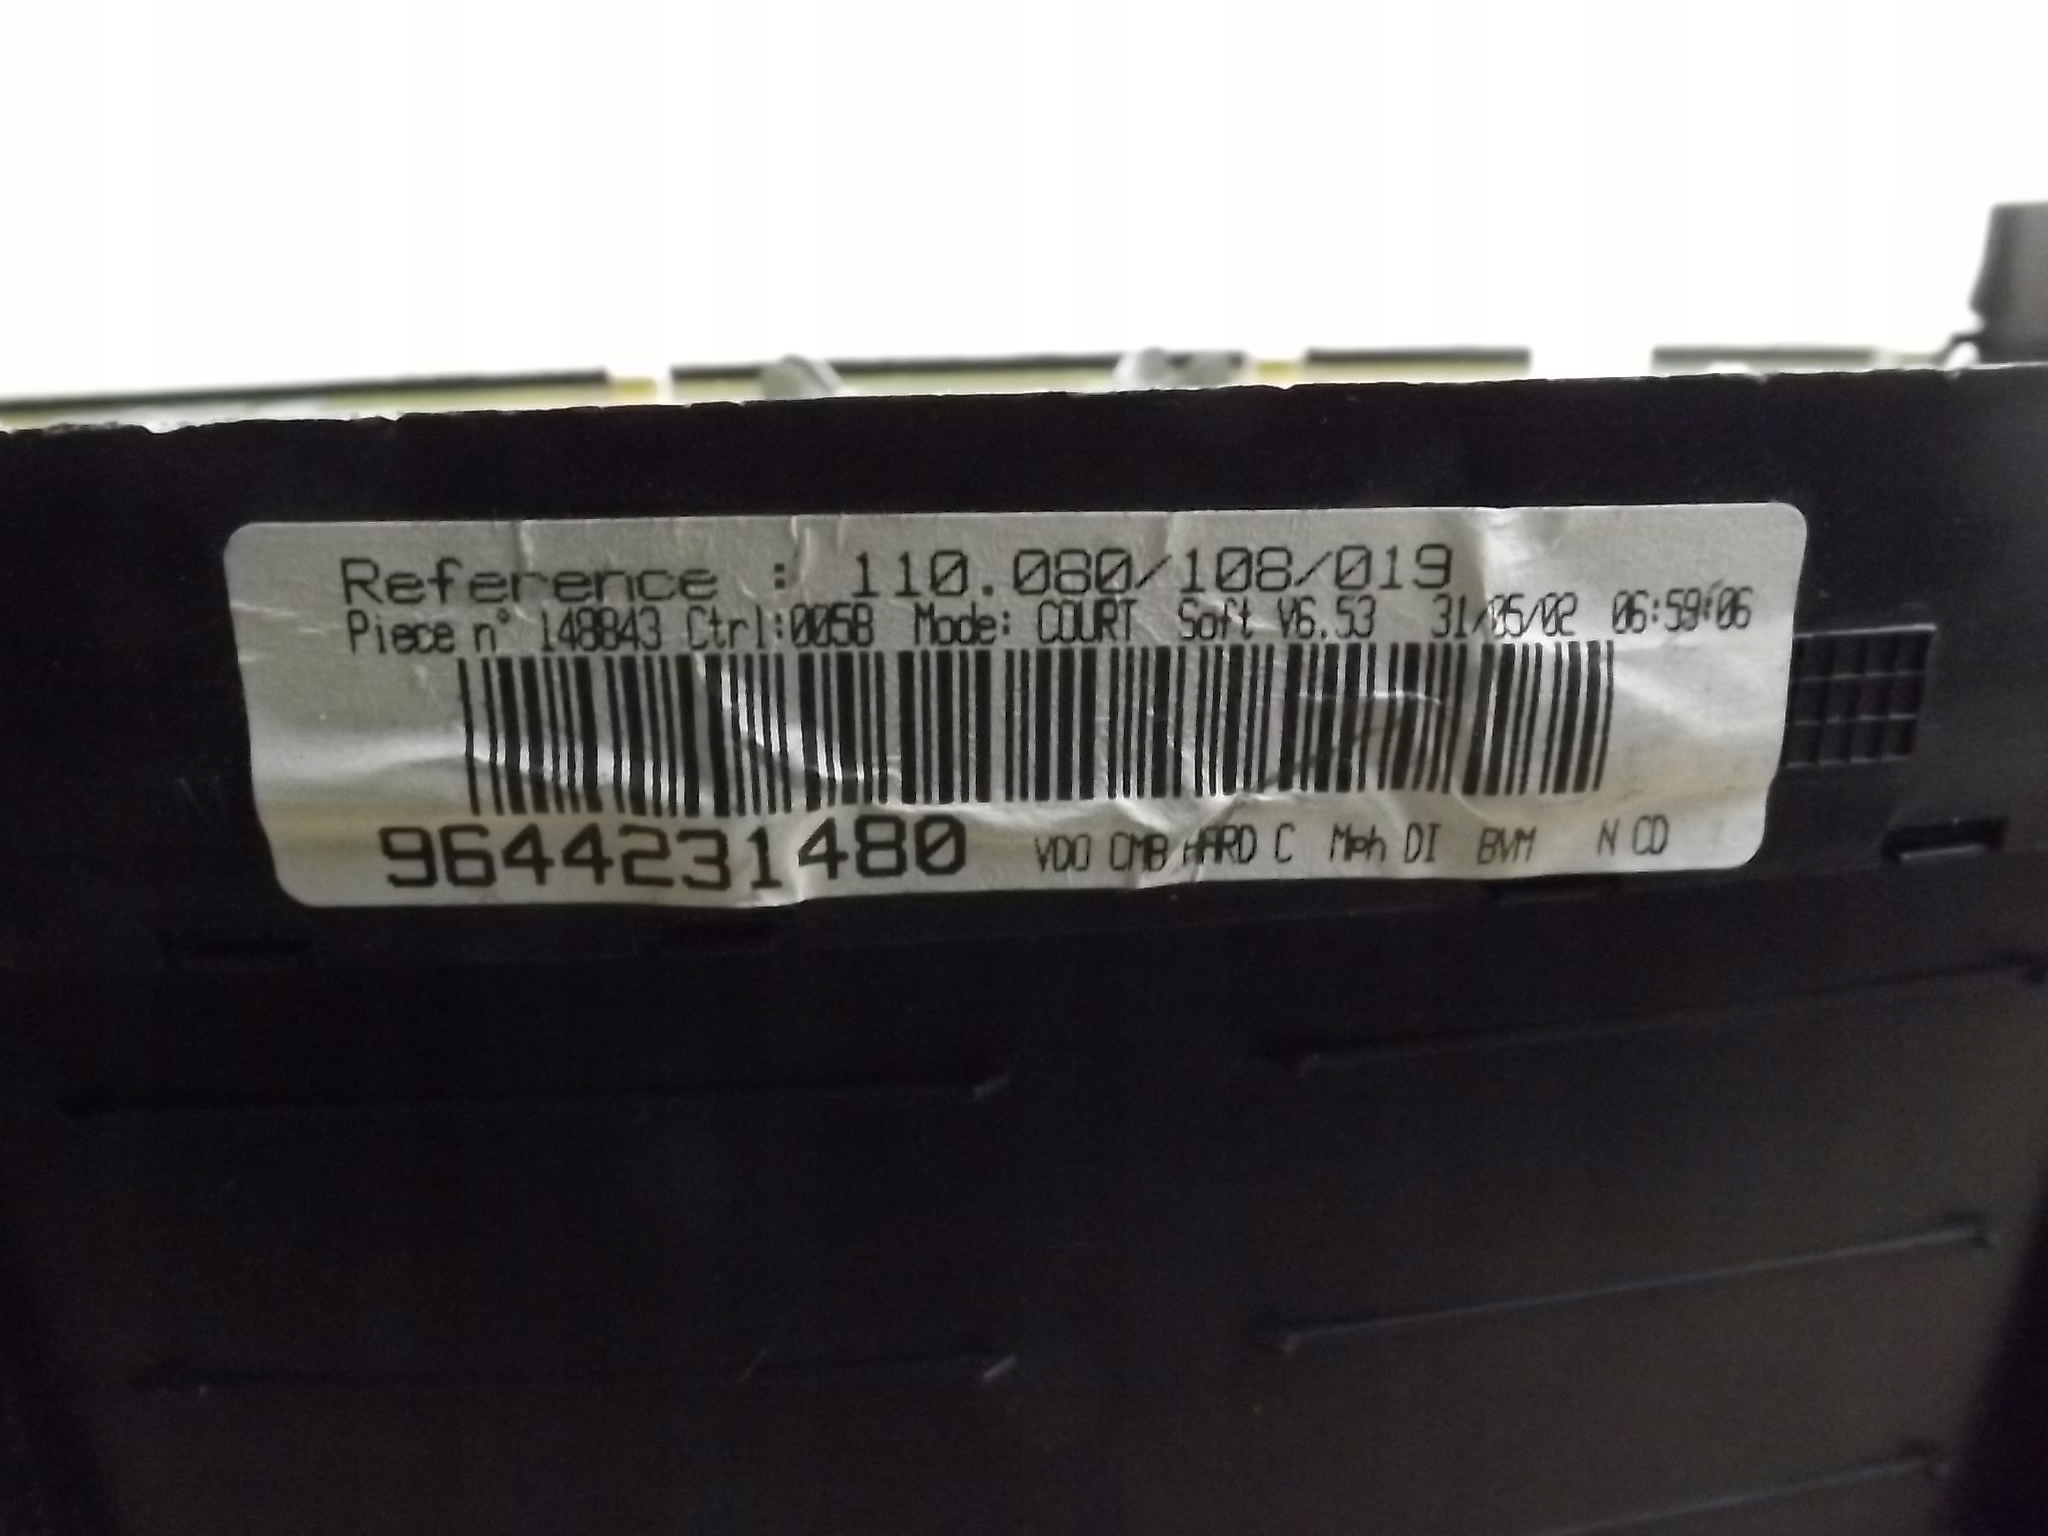 Reference : 110.080/108/019
Piece n° 148843 Ctrl:0058 Mode: COURT Soft V6.53 31/05/02 06:59:06
9644231480 VDO CMB HARD C Mph DI BVM N CD